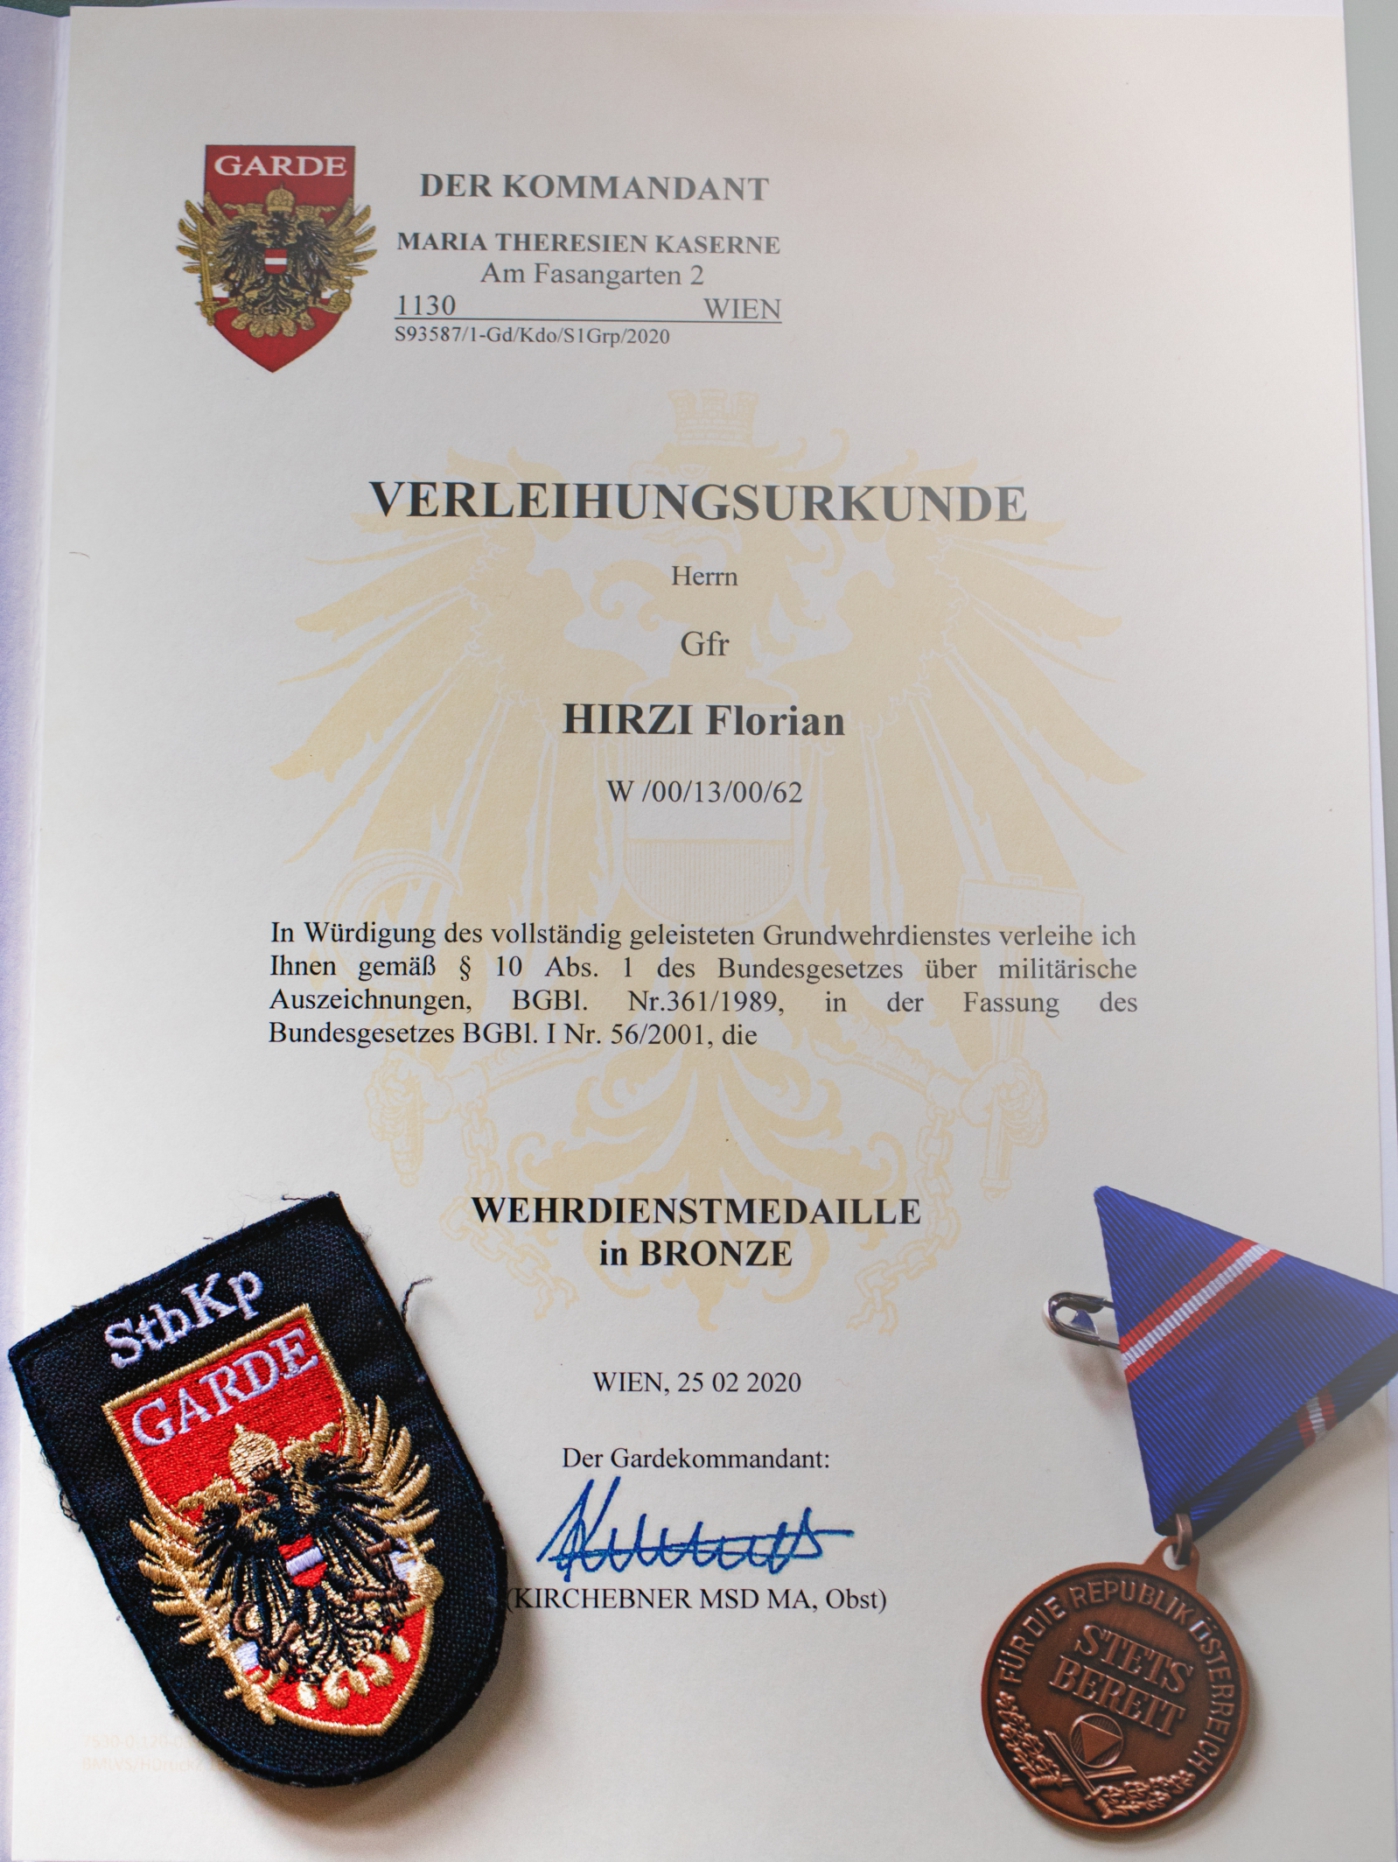 GARDE
DER KOMMANDANT
MARIA THERESIEN KASERNE
Am Fasangarten 2
1130 WIEN
S93587/1-Gd/Kdo/S1Grp/2020
VERLEIHUNGSURKUNDE
Herrn
Gfr
HIRZI Florian
W /00/13/00/62
In Würdigung des vollständig geleisteten Grundwehrdienstes verleihe ich
Ihnen gemäß § 10 Abs. 1 des Bundesgesetzes über militärische
Auszeichnungen, BGBl. Nr.361/1989, in der Fassung des
Bundesgesetzes BGBl. I Nr. 56/2001, die
WEHRDIENSTMEDAILLE
in BRONZE
WIEN, 25 02 2020
Der Gardekommandant:
(KIRCHEBNER MSD MA, Obst)
StbKp
GARDE
FÜR DIE REPUBLIK ÖSTERREICH
STETS
BEREIT